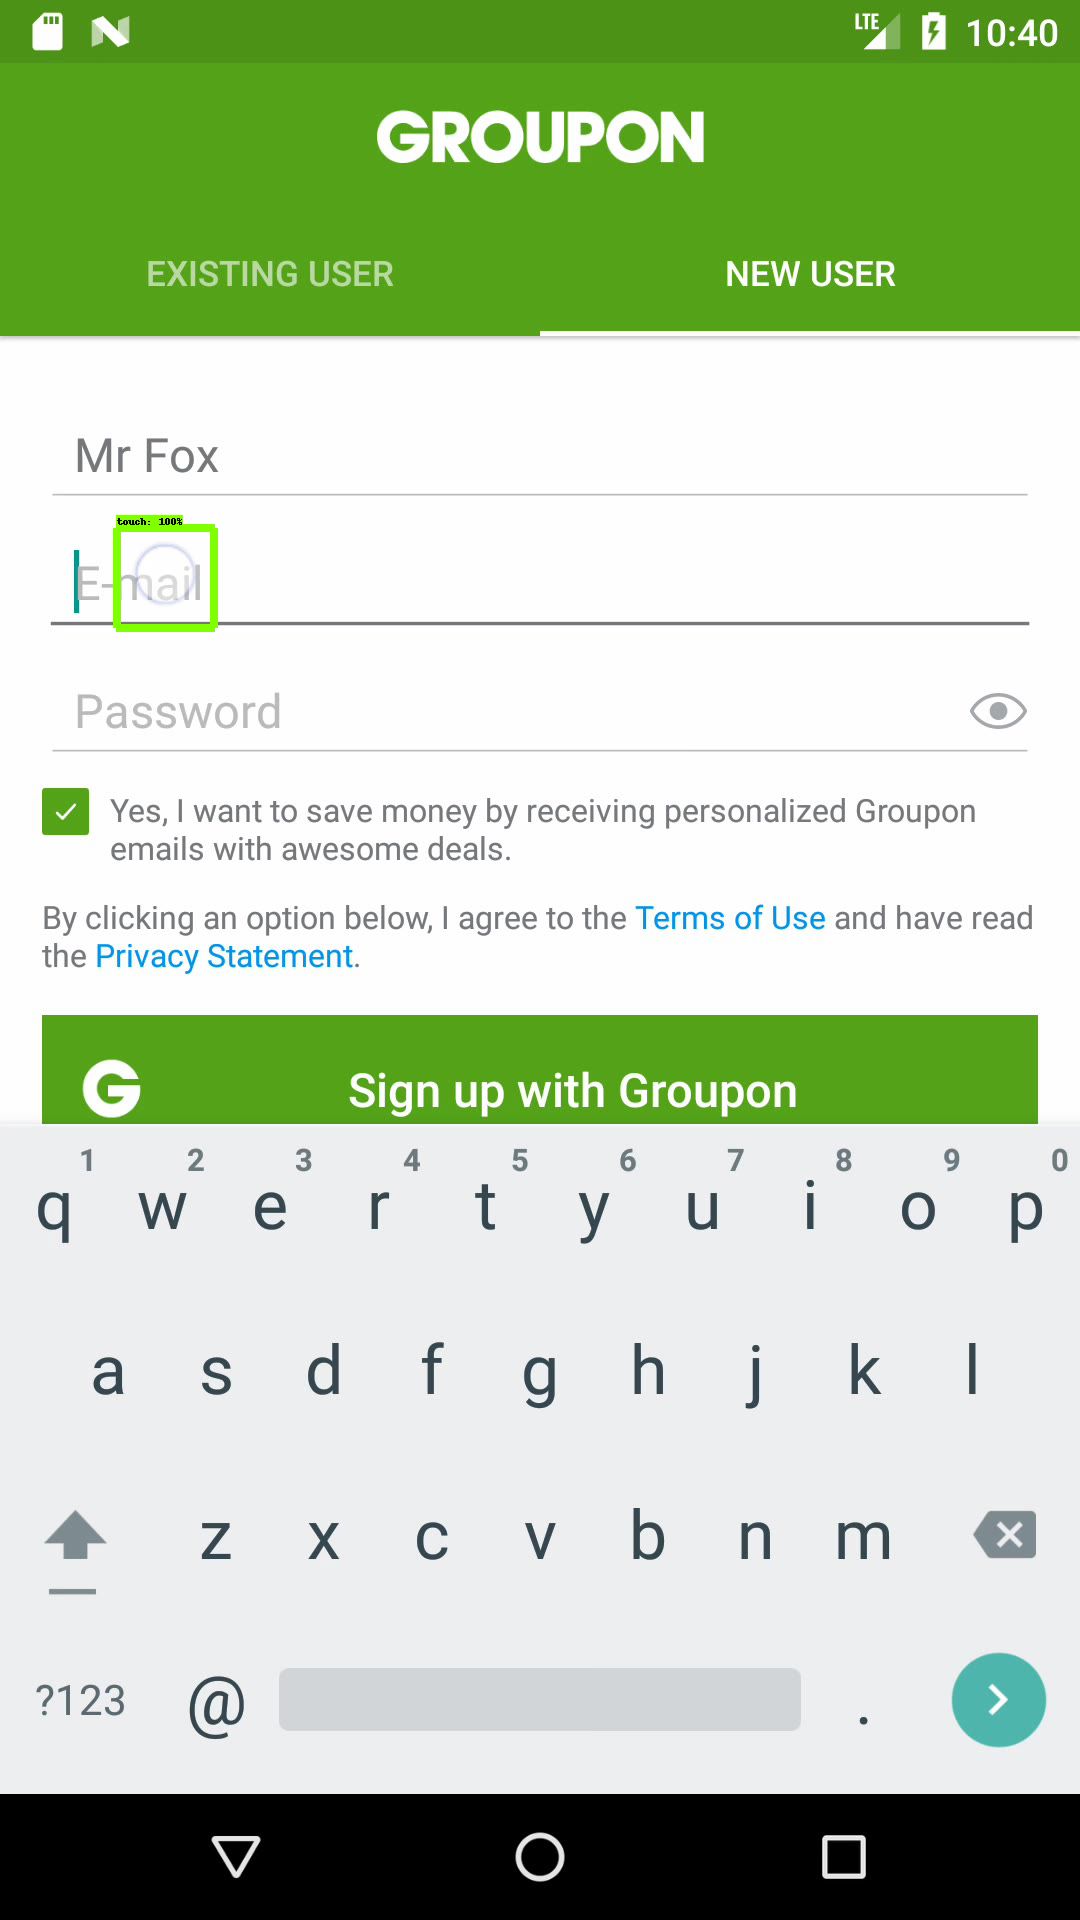 LTE 10:40
GROUPON
EXISTING USER NEW USER
Mr Fox
touch: 100%
E-mail
Password
Yes, I want to save money by receiving personalized Groupon
emails with awesome deals.
By clicking an option below, I agree to the Terms of Use and have read
the Privacy Statement.
G Sign up with Groupon
1 2 3 4 5 6 7 8 9 0
q w e r t y u i o p
a s d f g h j k l
z x c v b n m
?123 @ .